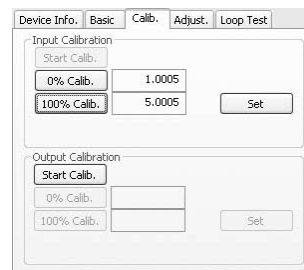 Device Info. Basic Calib. Adjust. Loop Test
Input Calibration
Start Calib.
0% Calib. 1.0005
100% Calib. 5.0005 Set
Output Calibration
Start Calib.
0% Calib.
100% Calib. Set